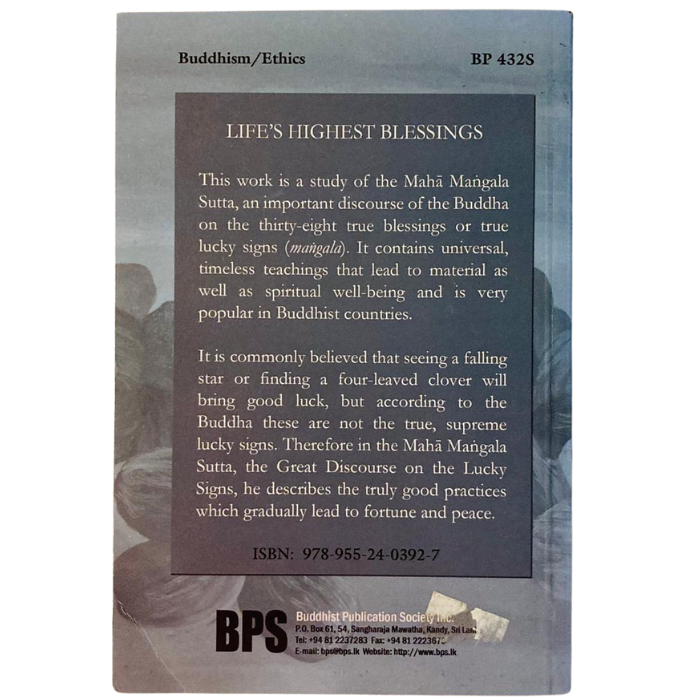 Buddhism/Ethics BP 432S
LIFE'S HIGHEST BLESSINGS
This work is a study of the Mahā Maṅgala
Sutta, an important discourse of the Buddha
on the thirty-eight true blessings or true
lucky signs (maṅgala). It contains universal,
timeless teachings that lead to material as
well as spiritual well-being and is very
popular in Buddhist countries.
It is commonly believed that seeing a falling
star or finding a four-leaved clover will
bring good luck, but according to the
Buddha these are not the true, supreme
lucky signs. Therefore in the Mahā Maṅgala
Sutta, the Great Discourse on the Lucky
Signs, he describes the truly good practices
which gradually lead to fortune and peace.
ISBN: 978-955-24-0392-7
BPS
Buddhist Publication Society Inc.
P.O. Box 61, 54, Sangharaja Mawatha, Kandy, Sri
Tel: +94 81 2237283 Fax: +94 81
E-mail: bps@bps.lk Website: http://www.bps.lk